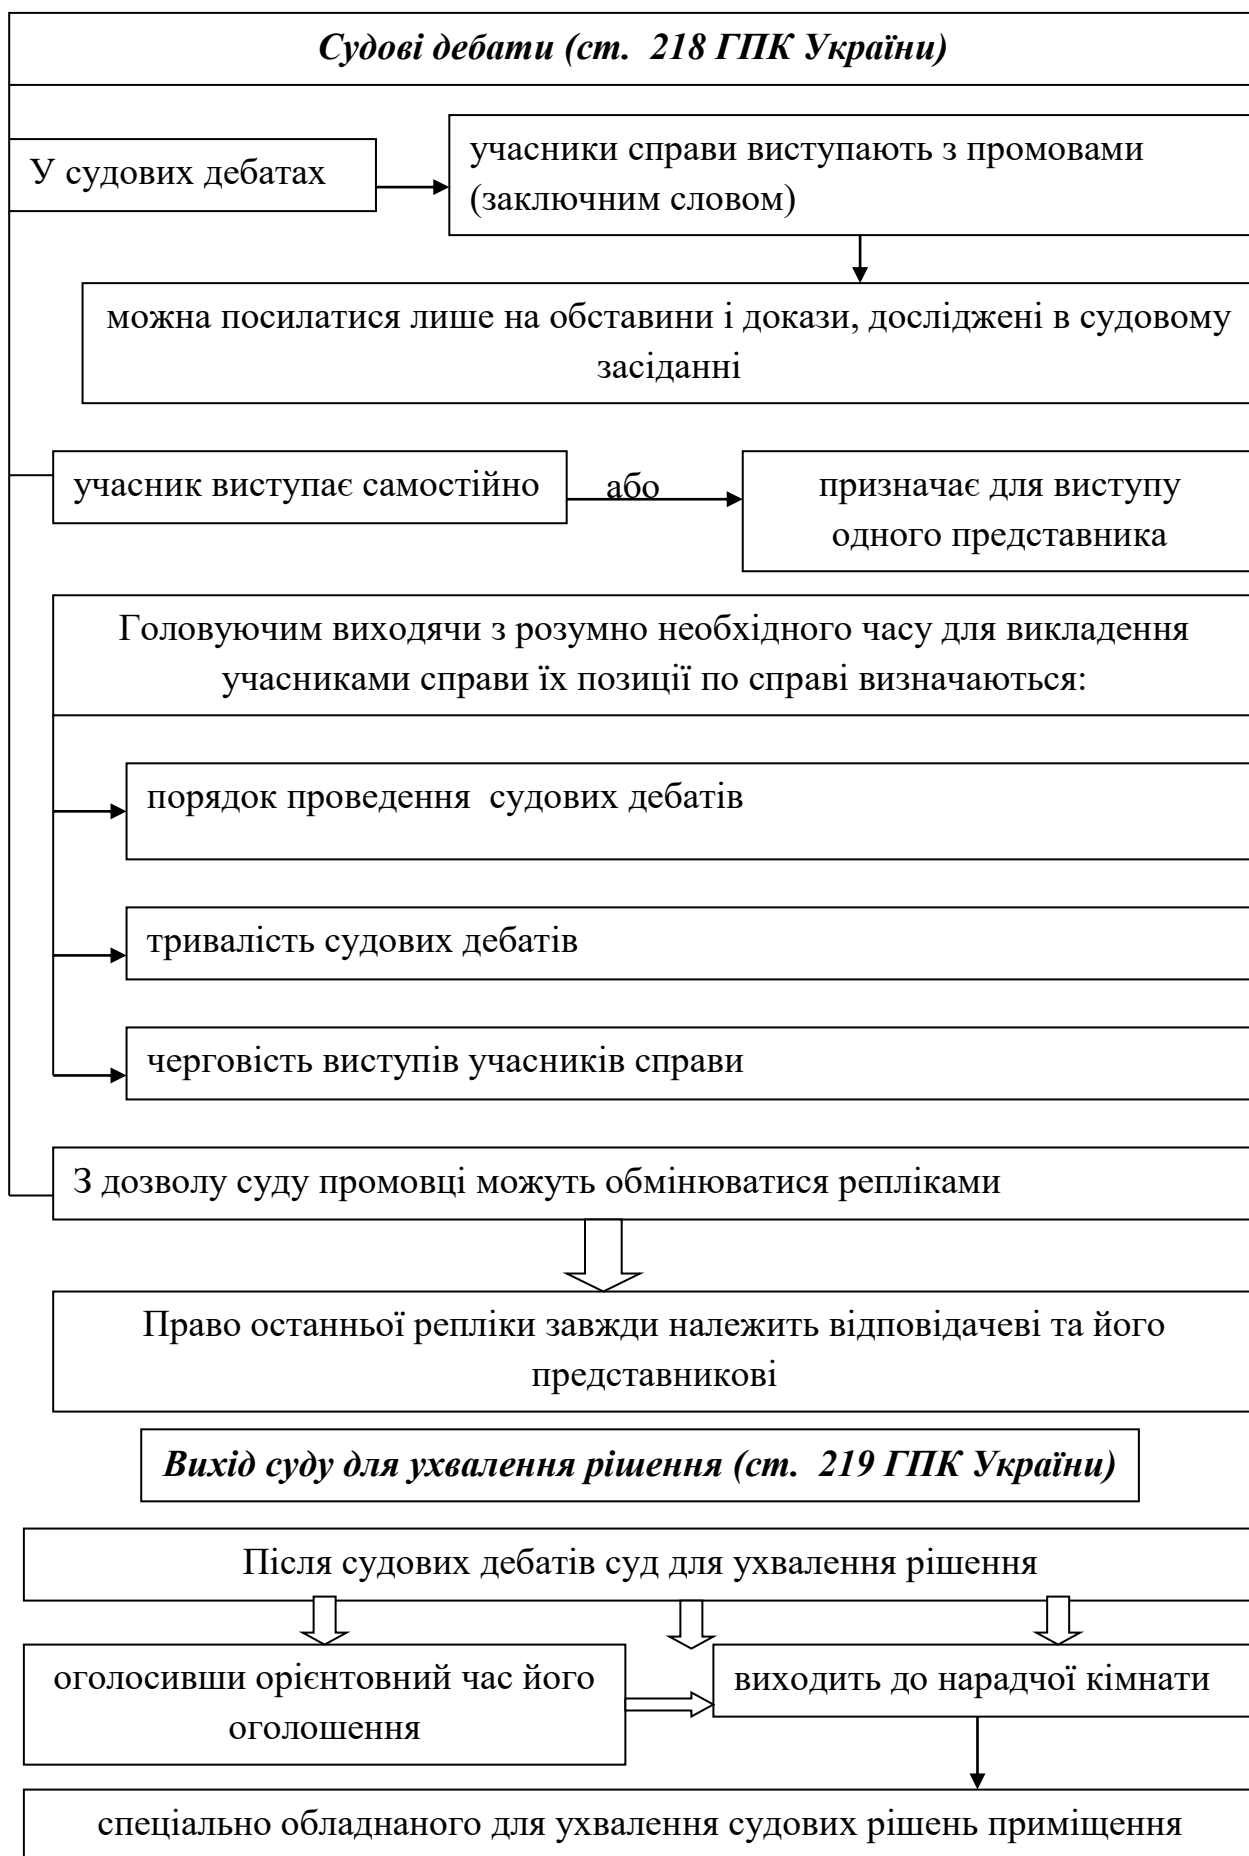 Судові дебати (ст.  218 ГПК України)
У судових дебатах
учасники справи виступають з промовами
(заключним словом)
можна посилатися лише на обставини і докази, досліджені в судовому
засіданні
учасник виступає самостійно
або
призначає для виступу
одного представника
Головуючим виходячи з розумно необхідного часу для викладення
учасниками справи їх позиції по справі визначаються:
порядок проведення  судових дебатів
тривалість судових дебатів
черговість виступів учасників справи
З дозволу суду промовці можуть обмінюватися репліками
Право останньої репліки завжди належить відповідачеві та його
представникові
Вихід суду для ухвалення рішення (ст.  219 ГПК України)
Після судових дебатів суд для ухвалення рішення
оголосивши орієнтовний час його
оголошення
виходить до нарадчої кімнати
спеціально обладнаного для ухвалення судових рішень приміщення